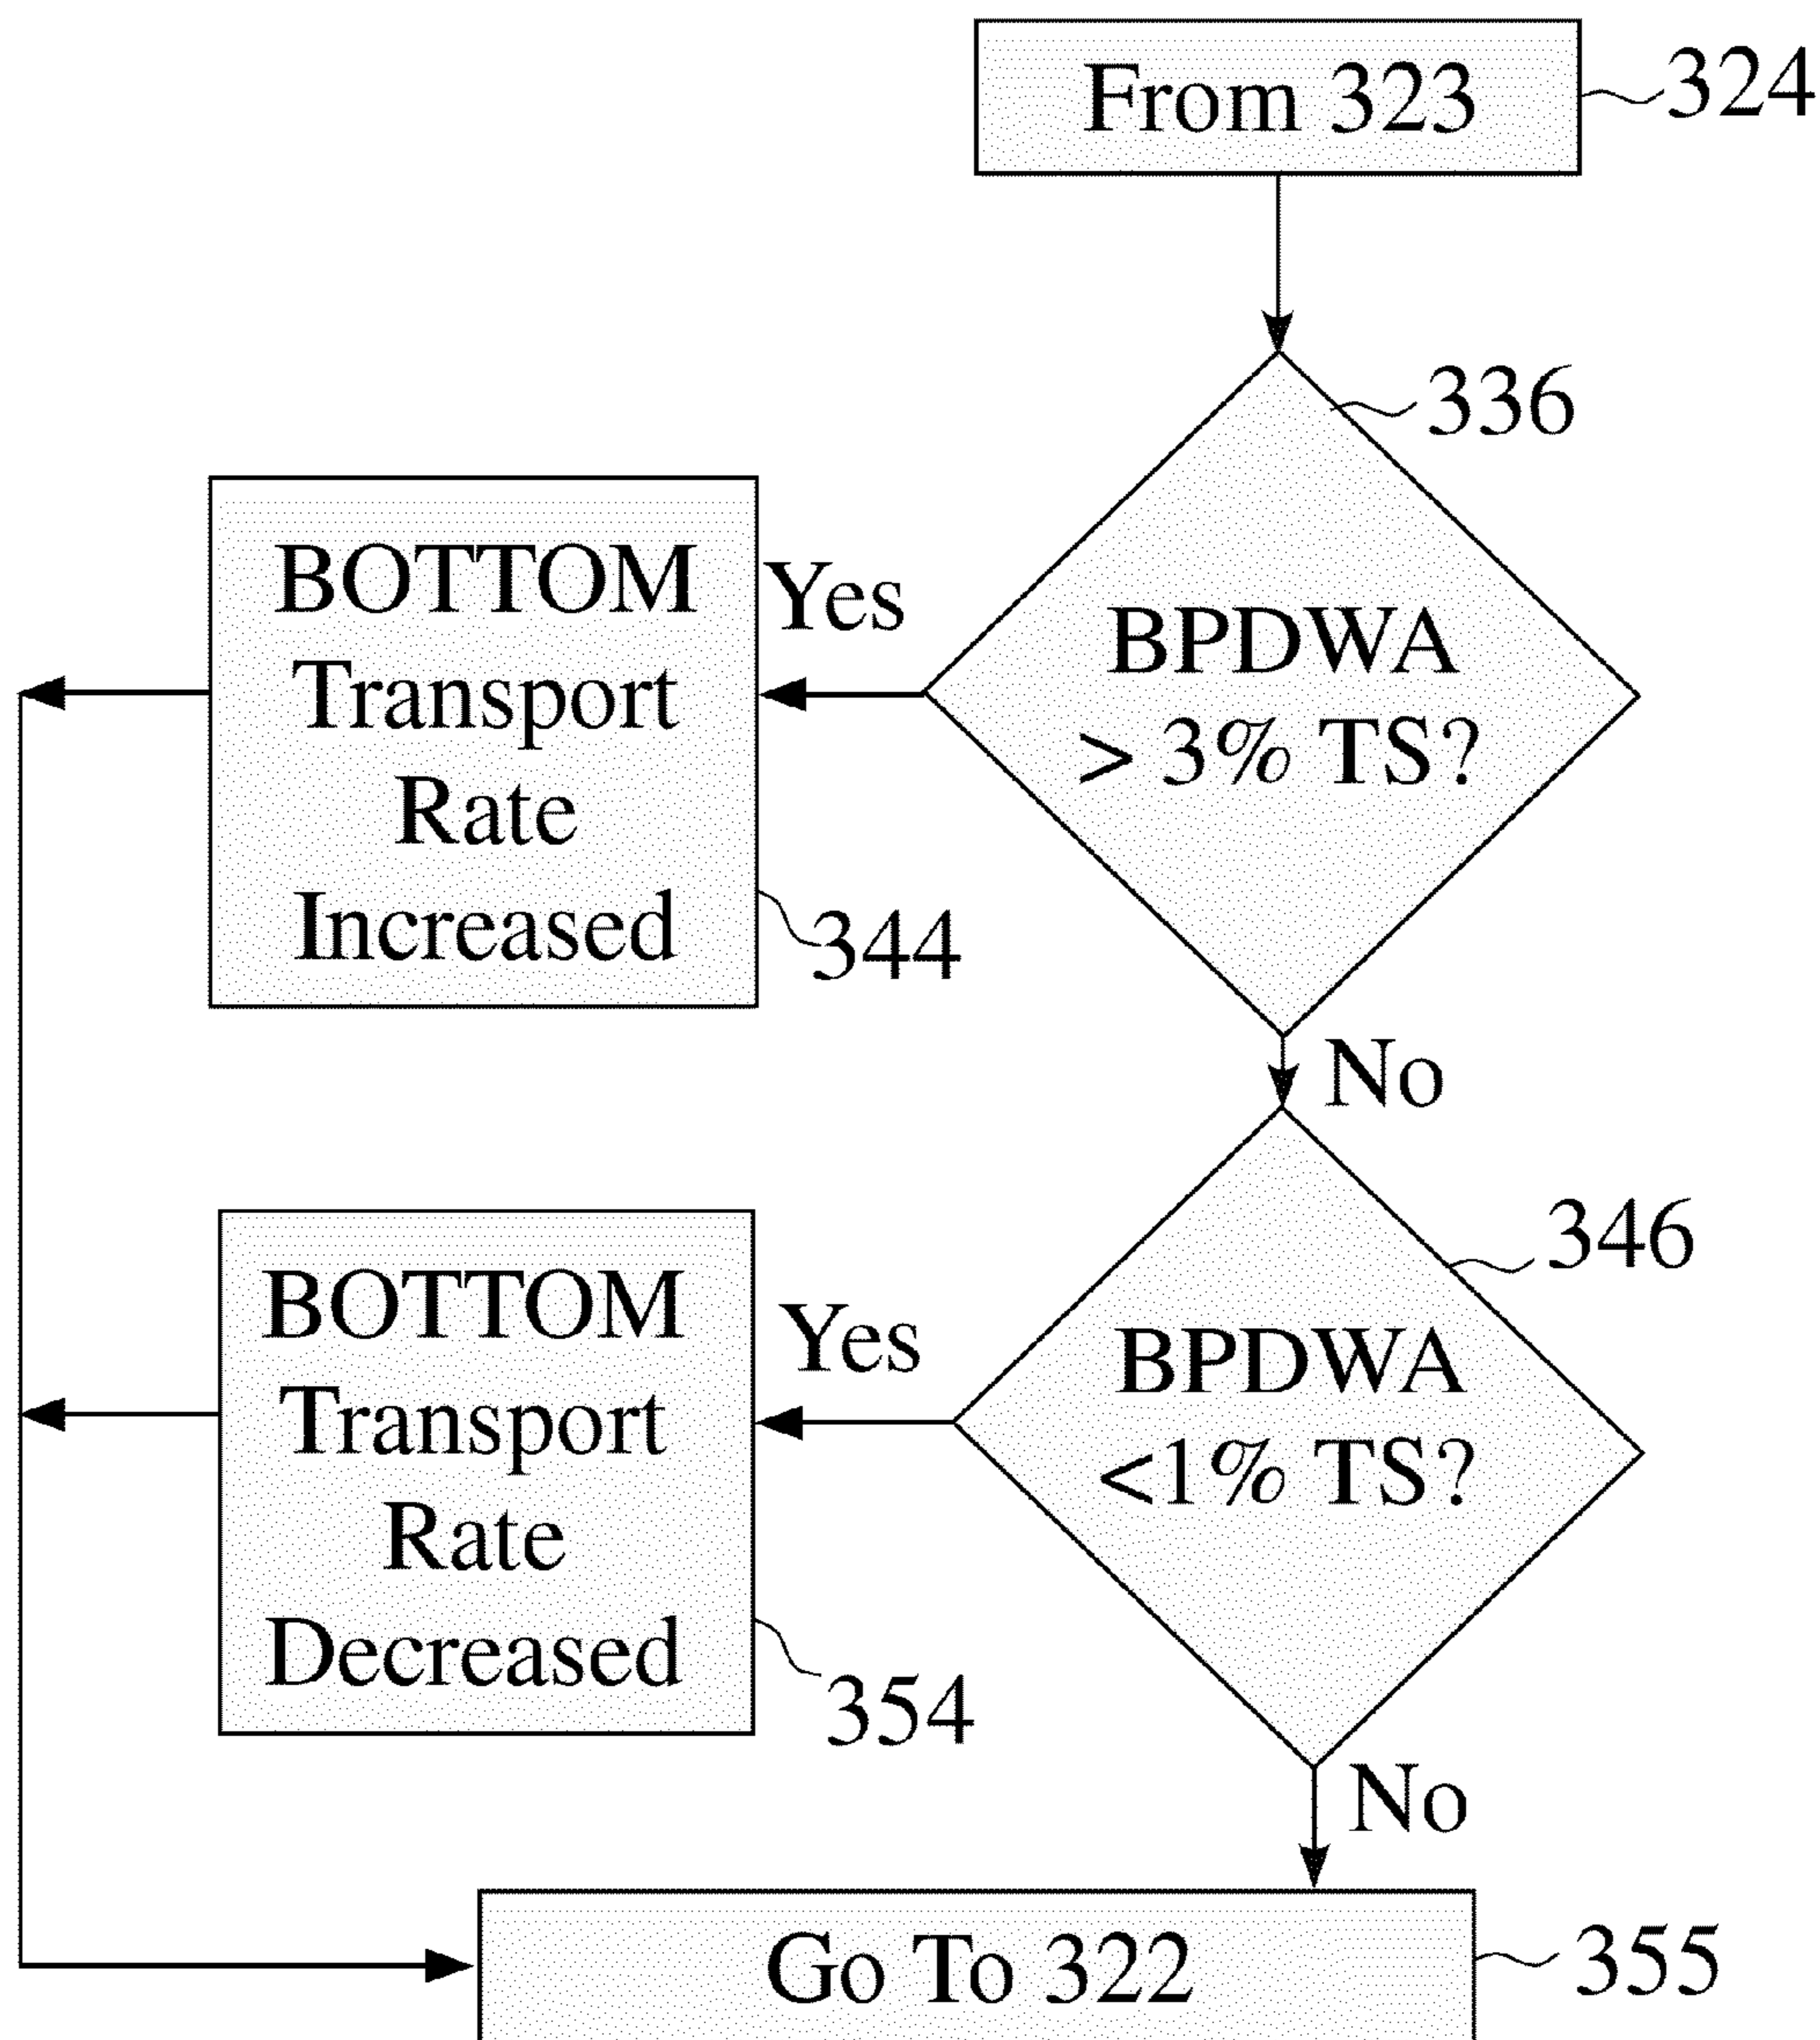 From 323
324
336
BPDWA
> 3% TS?
Yes
BOTTOM
Transport
Rate
Increased
344
No
346
BPDWA
<1% TS?
Yes
BOTTOM
Transport
Rate
Decreased
354
No
Go To 322
355